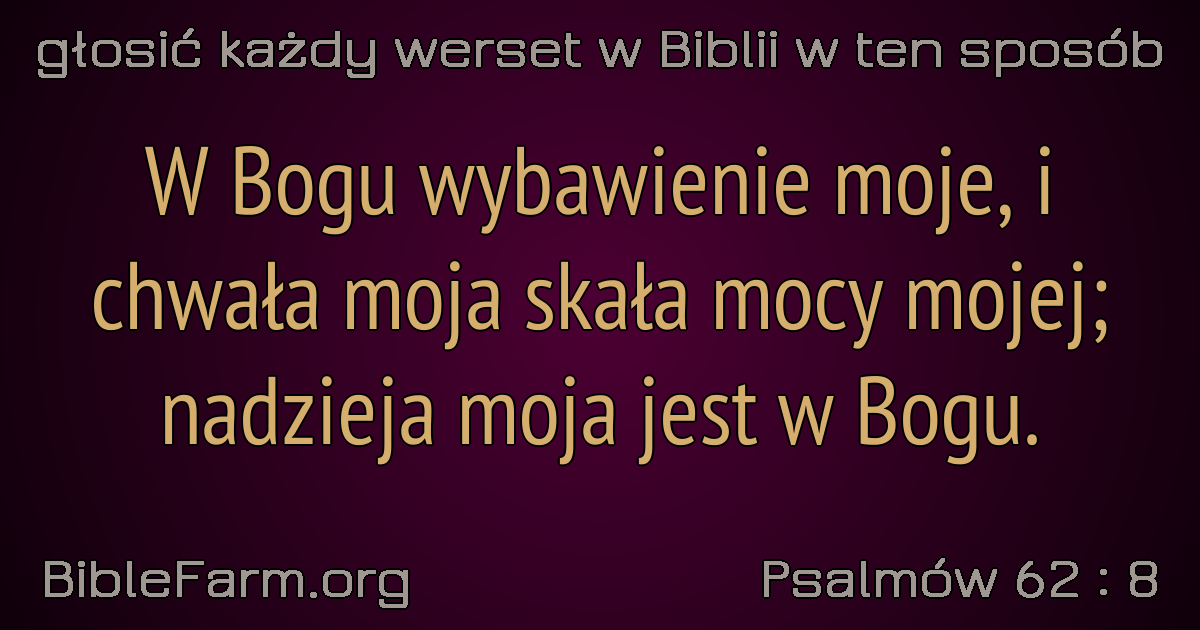 głosić każdy werset w Biblii w ten sposób
W Bogu wybawienie moje, i
chwała moja skała mocy mojej;
nadzieja moja jest w Bogu.
BibleFarm.org
Psalmów 62 : 8